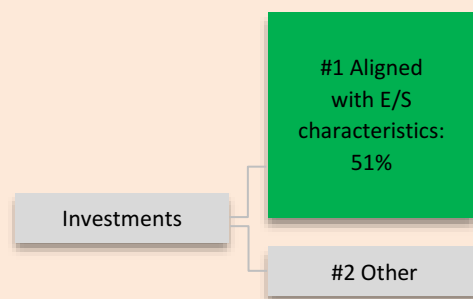 #1 Aligned
with E/S
characteristics:
51%
Investments
#2 Other